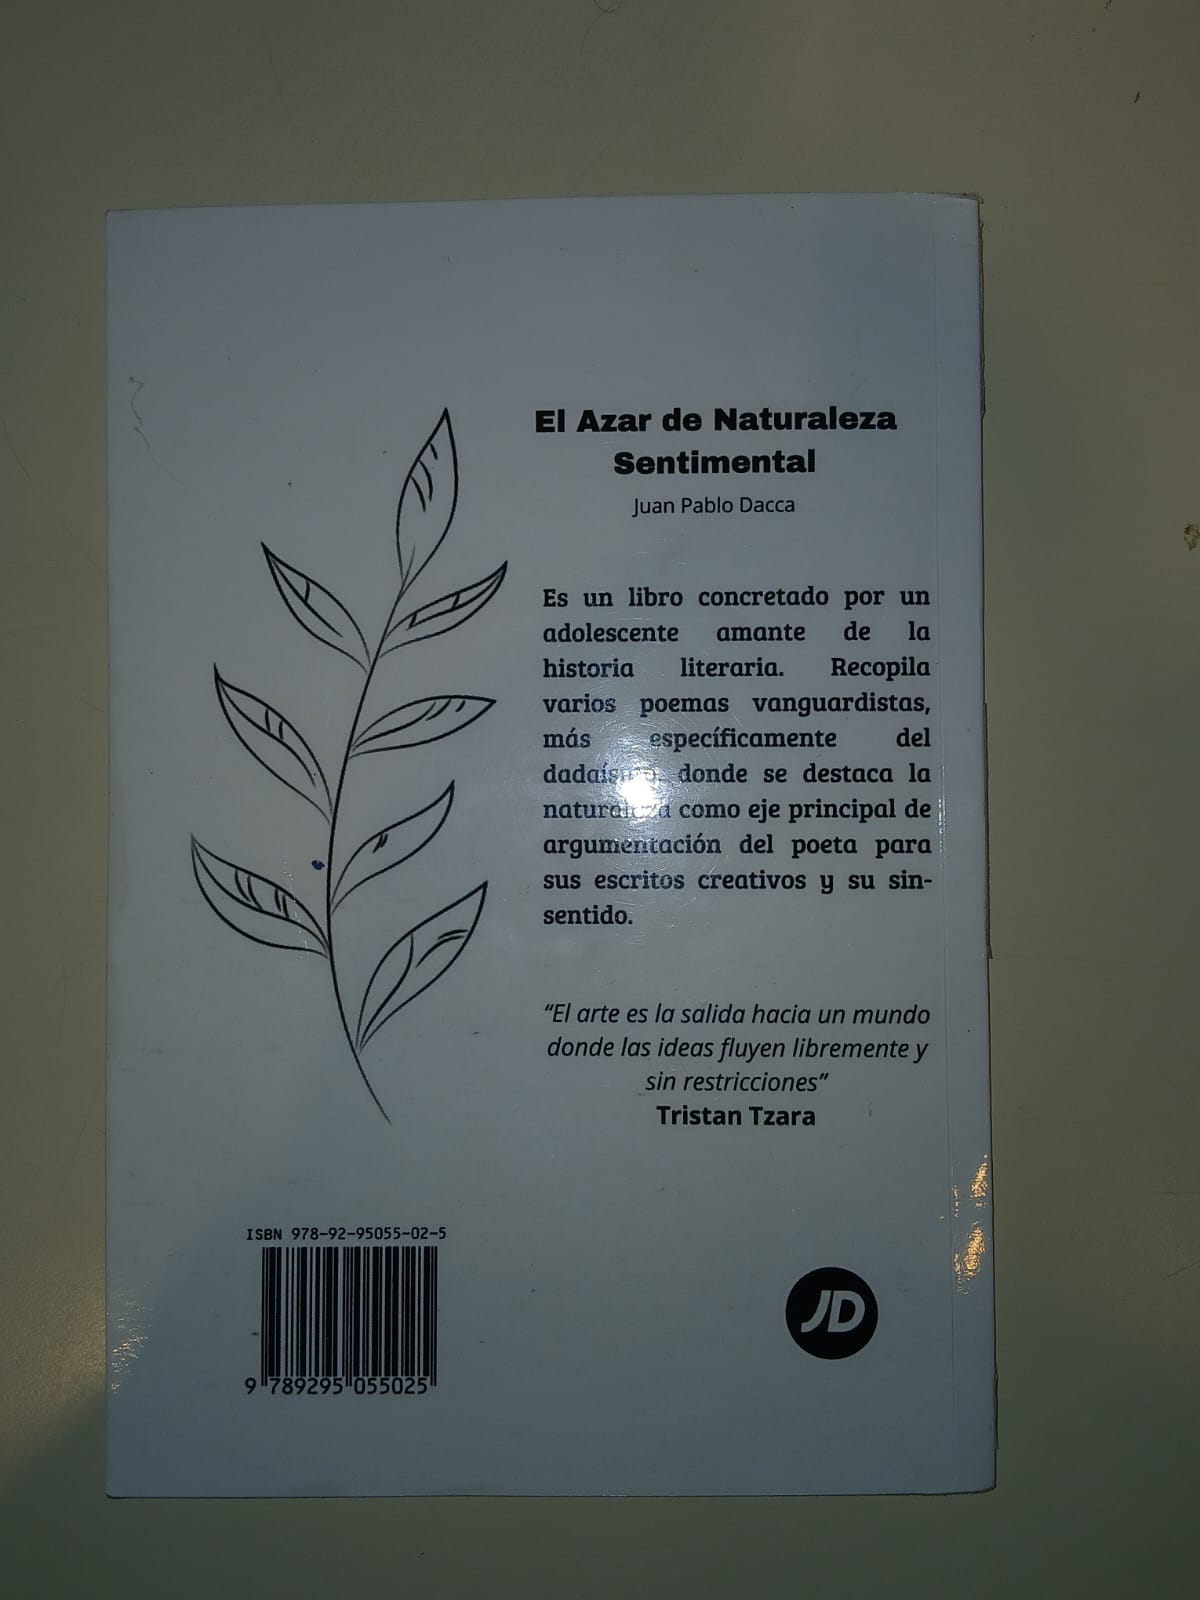 El Azar de Naturaleza
Sentimental
Juan Pablo Dacca
Es un libro concretado por un
adolescente amante de la
historia literaria. Recopila
varios poemas vanguardistas,
más específicamente del
dadaísmo, donde se destaca la
naturaleza como eje principal de
argumentación del poeta para
sus escritos creativos y su sin-
sentido.
“El arte es la salida hacia un mundo
donde las ideas fluyen libremente y
sin restricciones”
Tristan Tzara
ISBN 978-92-95055-02-5
9 789295 055025
JD